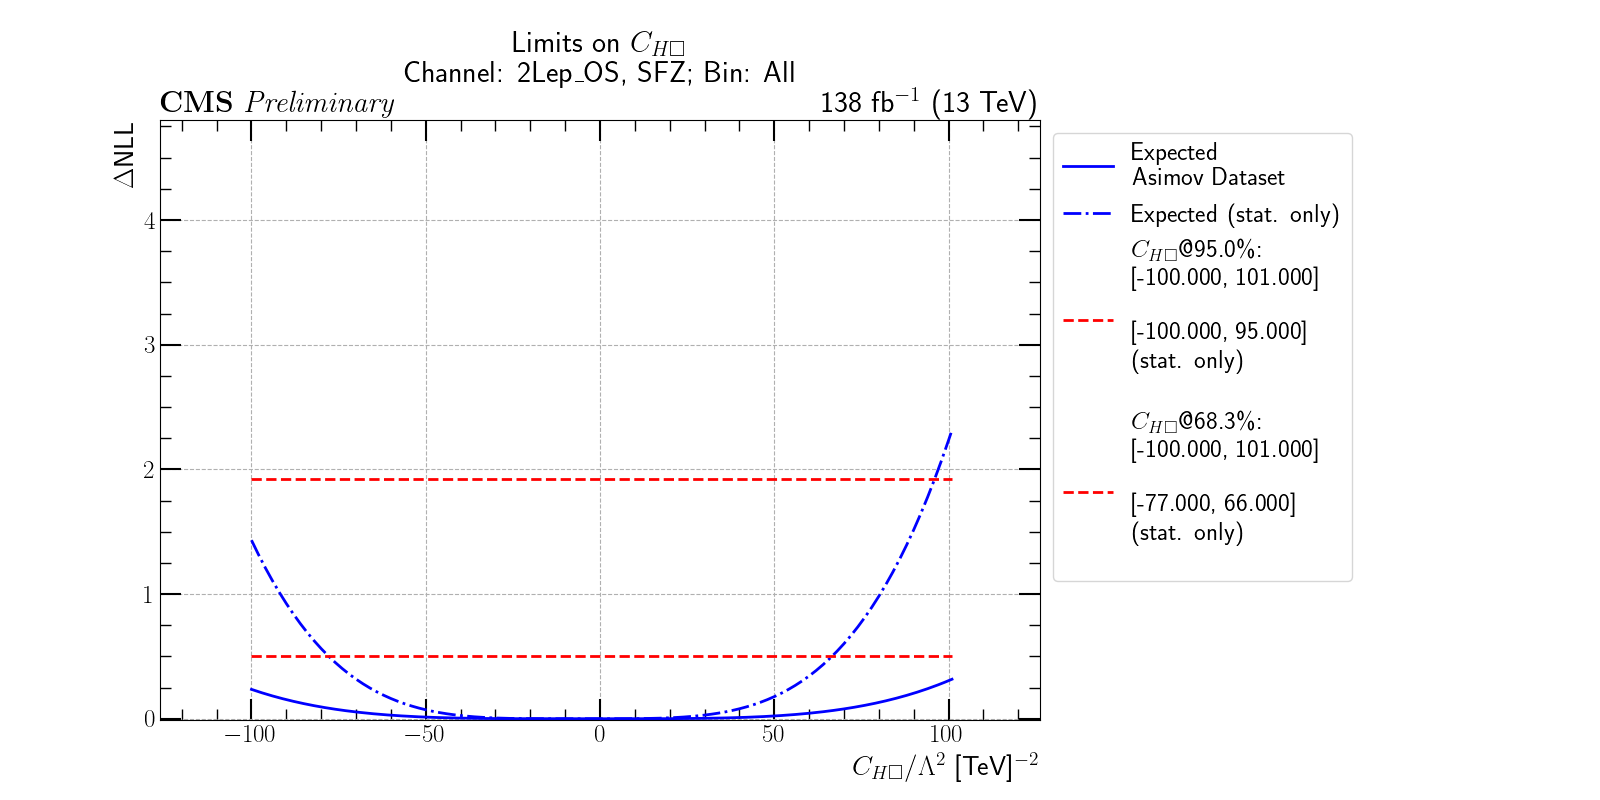 Limits on C_{H□}
Channel: 2Lep_OS, SFZ; Bin: All
CMS Preliminary
138 fb⁻¹ (13 TeV)
ΔNLL
4
3
2
1
0
−100
−50
0
50
100
C_{H□}/Λ² [TeV]⁻²
Expected
Asimov Dataset
Expected (stat. only)
C_{H□}@95.0%:
[-100.000, 101.000]
[-100.000, 95.000]
(stat. only)
C_{H□}@68.3%:
[-100.000, 101.000]
[-77.000, 66.000]
(stat. only)